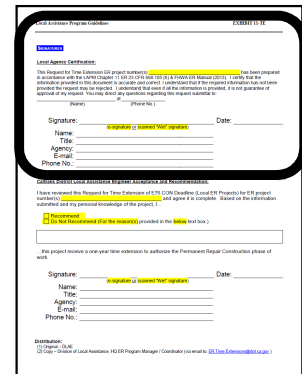 Local Assistance Program Guidelines EXHIBIT 11-TE
SIGNATURES
Local Agency Certification:
This Request for Time Extension ER project number(s) has been prepared
in accordance with the LAPM Chapter 11 ER 23 CFR 668.105 (h) & FHWA ER Manual (2013). I certify that the
information provided in this document is accurate and correct. I understand that if the required information has not been
provided the request may be rejected. I understand that even if all the information is provided, it is not guarantee of
approval of my request. You may direct any questions regarding this request submittal to:
at
(Name) (Phone No.)
Signature: Date:
(e-signature or scanned "Wet" signature)
Name:
Title:
Agency:
E-mail:
Phone No.:
Caltrans District Local Assistance Engineer Acceptance and Recommendation:
I have reviewed this Request for Time Extension of E76 CON Deadline (Local ER Projects) for ER project
number(s) and agree it is complete. Based on the information
submitted and my personal knowledge of the project, I...
Recommend
Do Not Recommend (For the reason(s) provided in the below text box.)
...this project receive a one-year time extension to authorize the Permanent Repair Construction phase of
work.
Signature: Date:
(e-signature or scanned "Wet" signature)
Name:
Title:
Agency:
E-mail:
Phone No.:
Distribution:
(1) Original - DLAE
(2) Copy – Division of Local Assistance, HQ ER Program Manager / Coordinator (via email to: ER.Time-Extensions@dot.ca.gov )